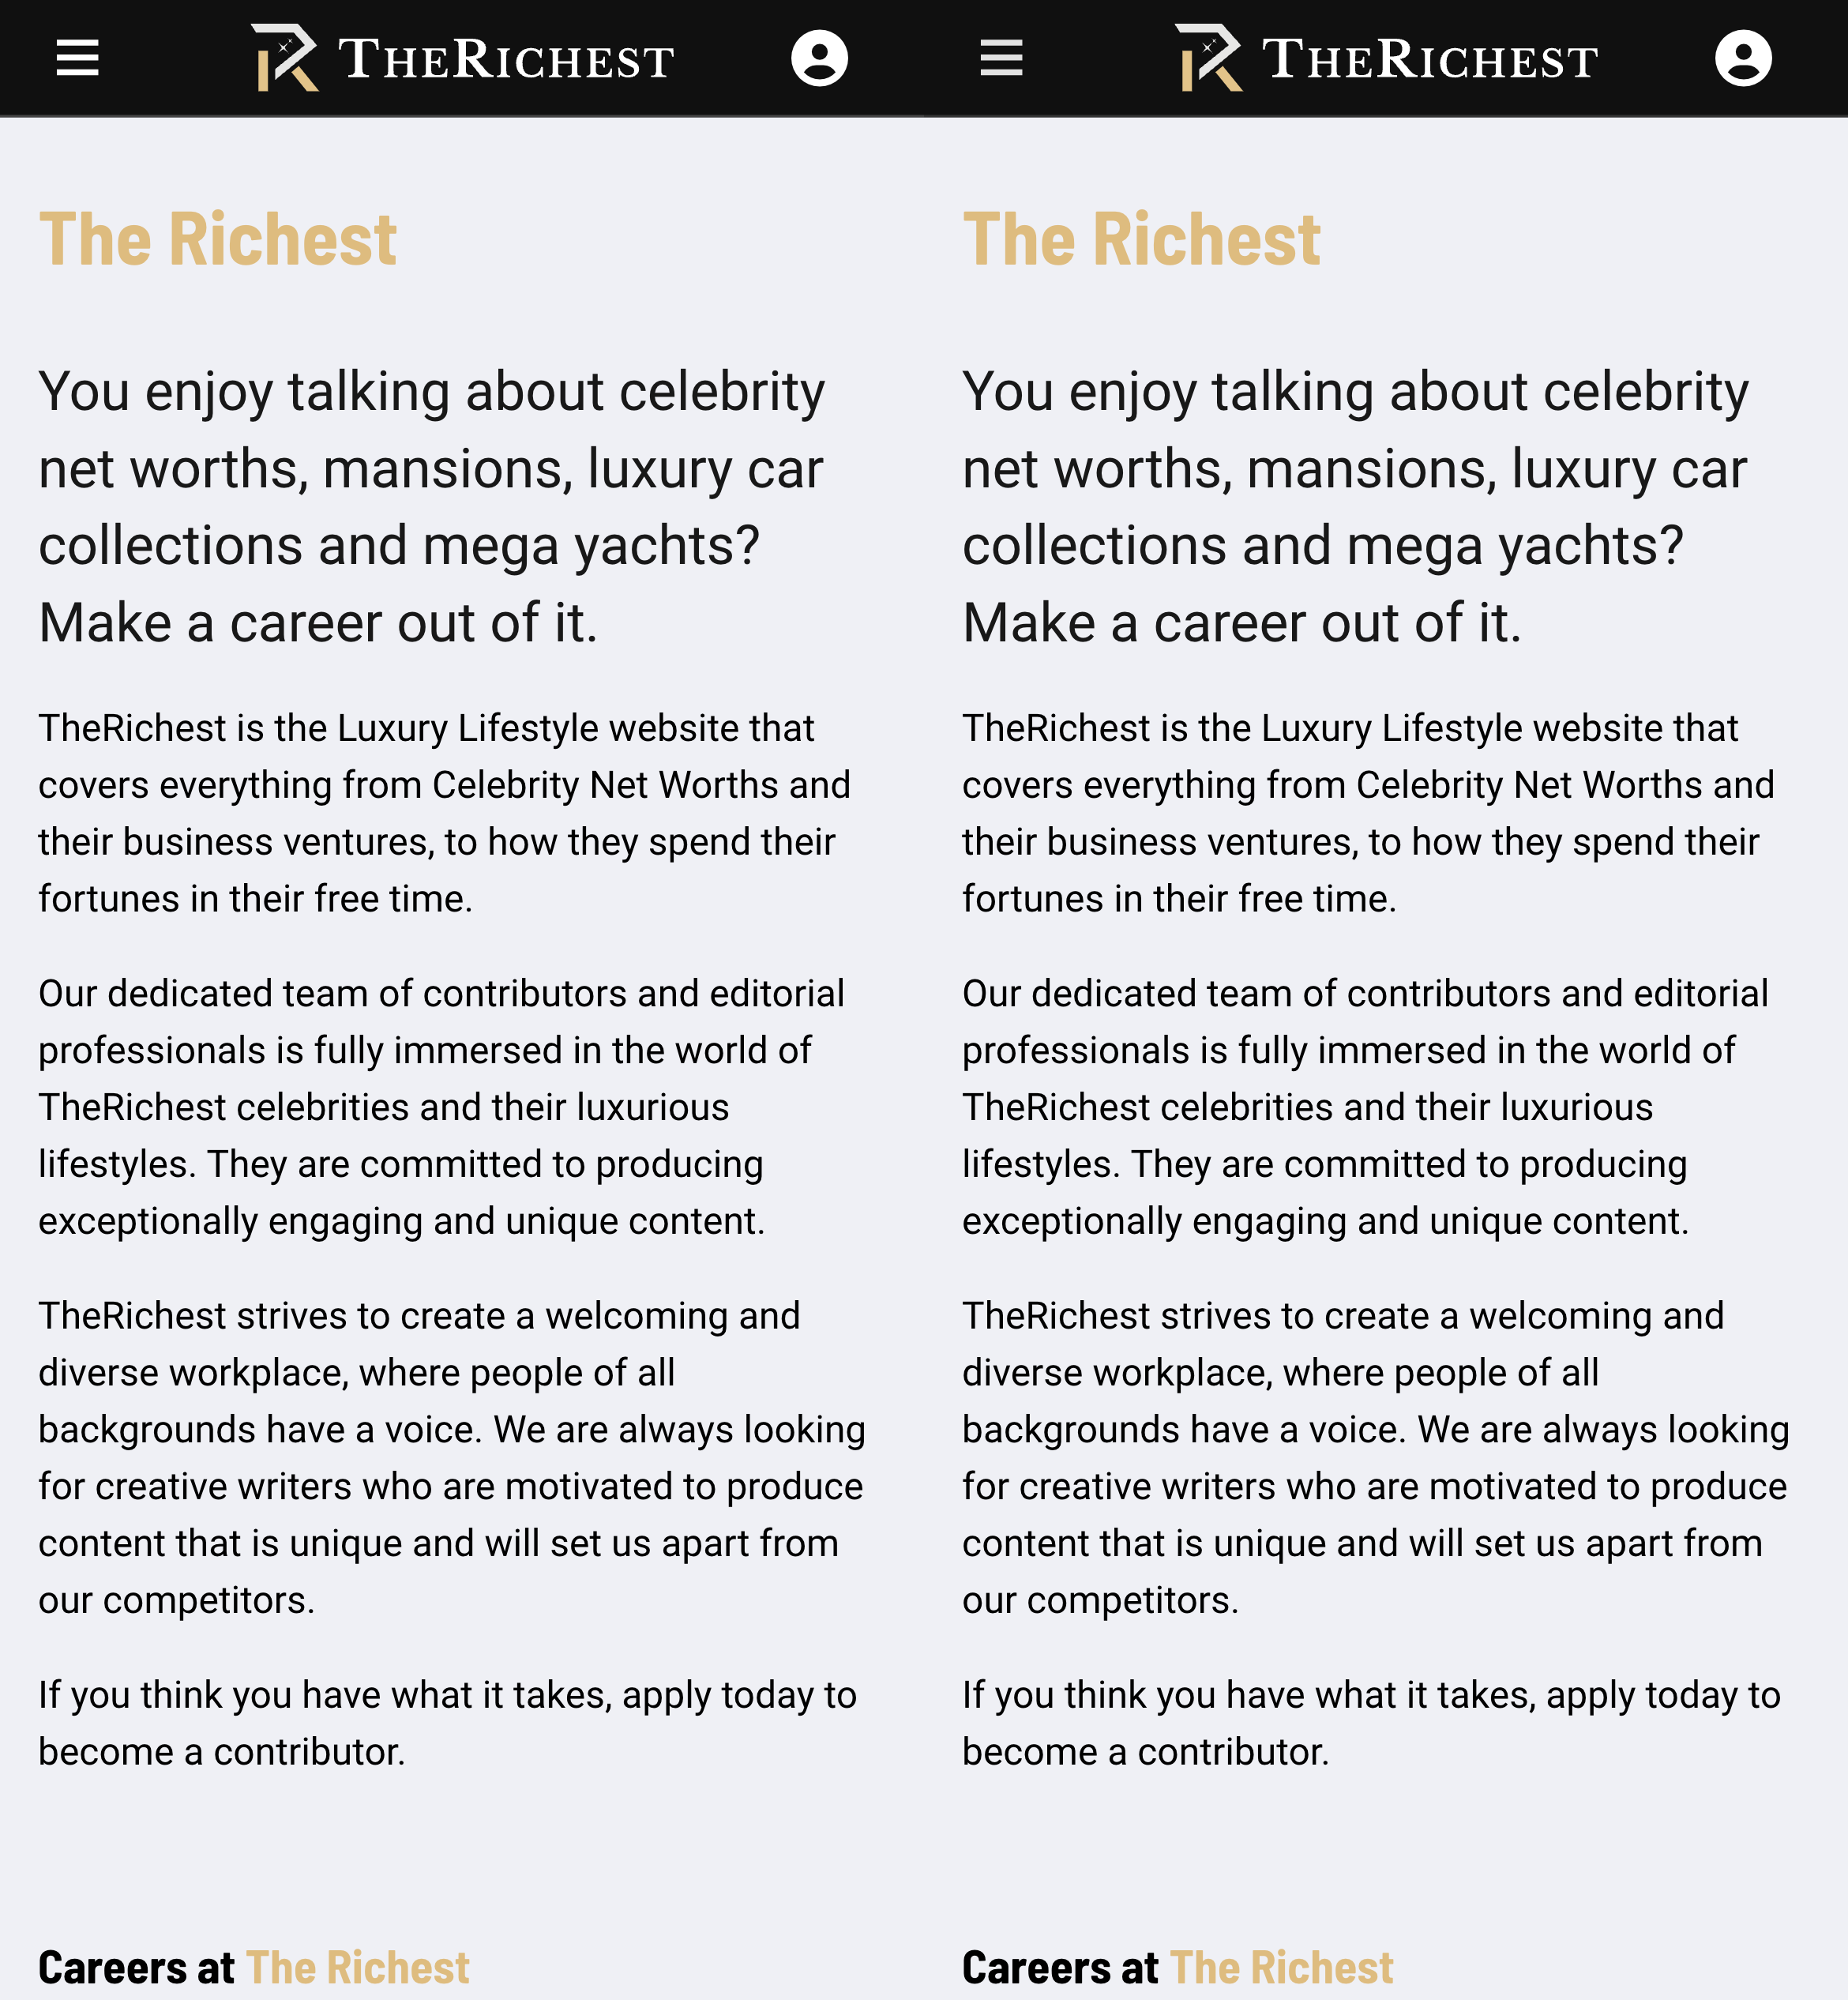 THERICHEST
The Richest
You enjoy talking about celebrity
net worths, mansions, luxury car
collections and mega yachts?
Make a career out of it.
TheRichest is the Luxury Lifestyle website that
covers everything from Celebrity Net Worths and
their business ventures, to how they spend their
fortunes in their free time.
Our dedicated team of contributors and editorial
professionals is fully immersed in the world of
TheRichest celebrities and their luxurious
lifestyles. They are committed to producing
exceptionally engaging and unique content.
TheRichest strives to create a welcoming and
diverse workplace, where people of all
backgrounds have a voice. We are always looking
for creative writers who are motivated to produce
content that is unique and will set us apart from
our competitors.
If you think you have what it takes, apply today to
become a contributor.
Careers at The Richest
THERICHEST
The Richest
You enjoy talking about celebrity
net worths, mansions, luxury car
collections and mega yachts?
Make a career out of it.
TheRichest is the Luxury Lifestyle website that
covers everything from Celebrity Net Worths and
their business ventures, to how they spend their
fortunes in their free time.
Our dedicated team of contributors and editorial
professionals is fully immersed in the world of
TheRichest celebrities and their luxurious
lifestyles. They are committed to producing
exceptionally engaging and unique content.
TheRichest strives to create a welcoming and
diverse workplace, where people of all
backgrounds have a voice. We are always looking
for creative writers who are motivated to produce
content that is unique and will set us apart from
our competitors.
If you think you have what it takes, apply today to
become a contributor.
Careers at The Richest